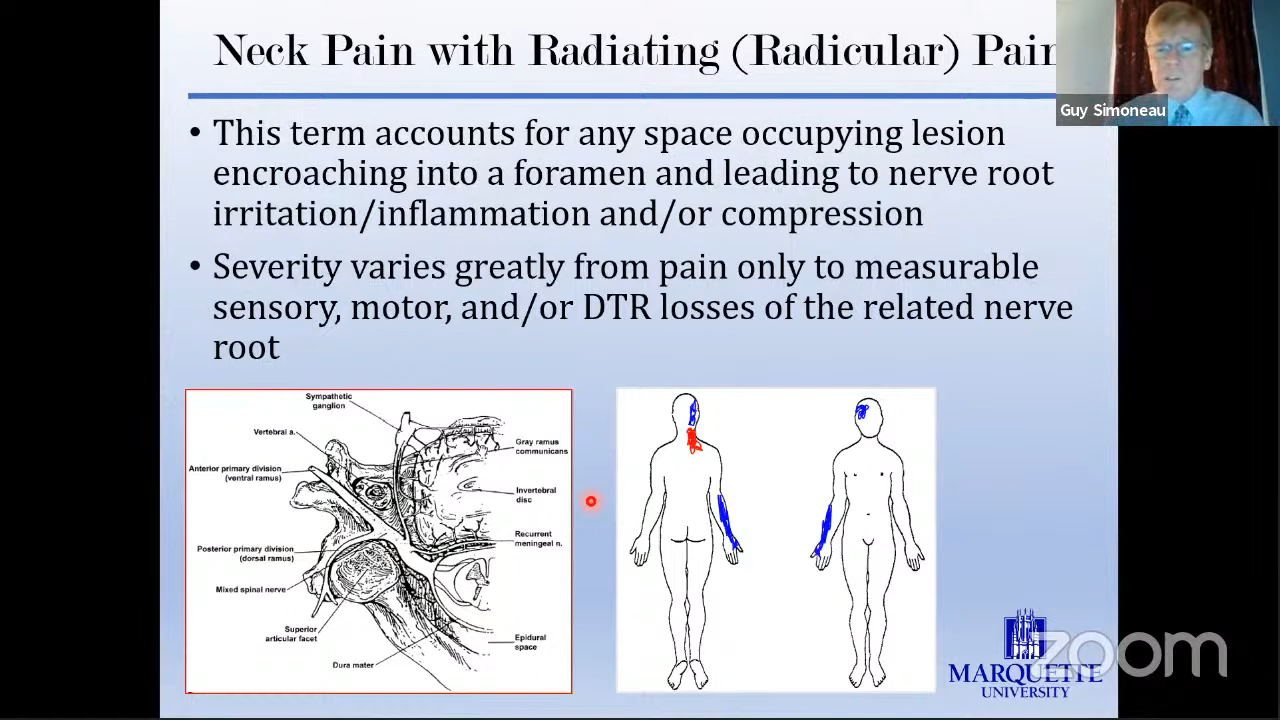 Neck Pain with Radiating (Radicular) Pain
Guy Simoneau
• This term accounts for any space occupying lesion
encroaching into a foramen and leading to nerve root
irritation/inflammation and/or compression
• Severity varies greatly from pain only to measurable
sensory, motor, and/or DTR losses of the related nerve
root
Sympathetic
ganglion
Vertebral a.
Anterior primary division
(ventral ramus)
Posterior primary division
(dorsal ramus)
Mixed spinal nerve
Superior
articular facet
Dura mater
Gray ramus
communicans
Invertebral
disc
Recurrent
meningeal n.
Epidural
space
zoom
MARQUETTE
UNIVERSITY